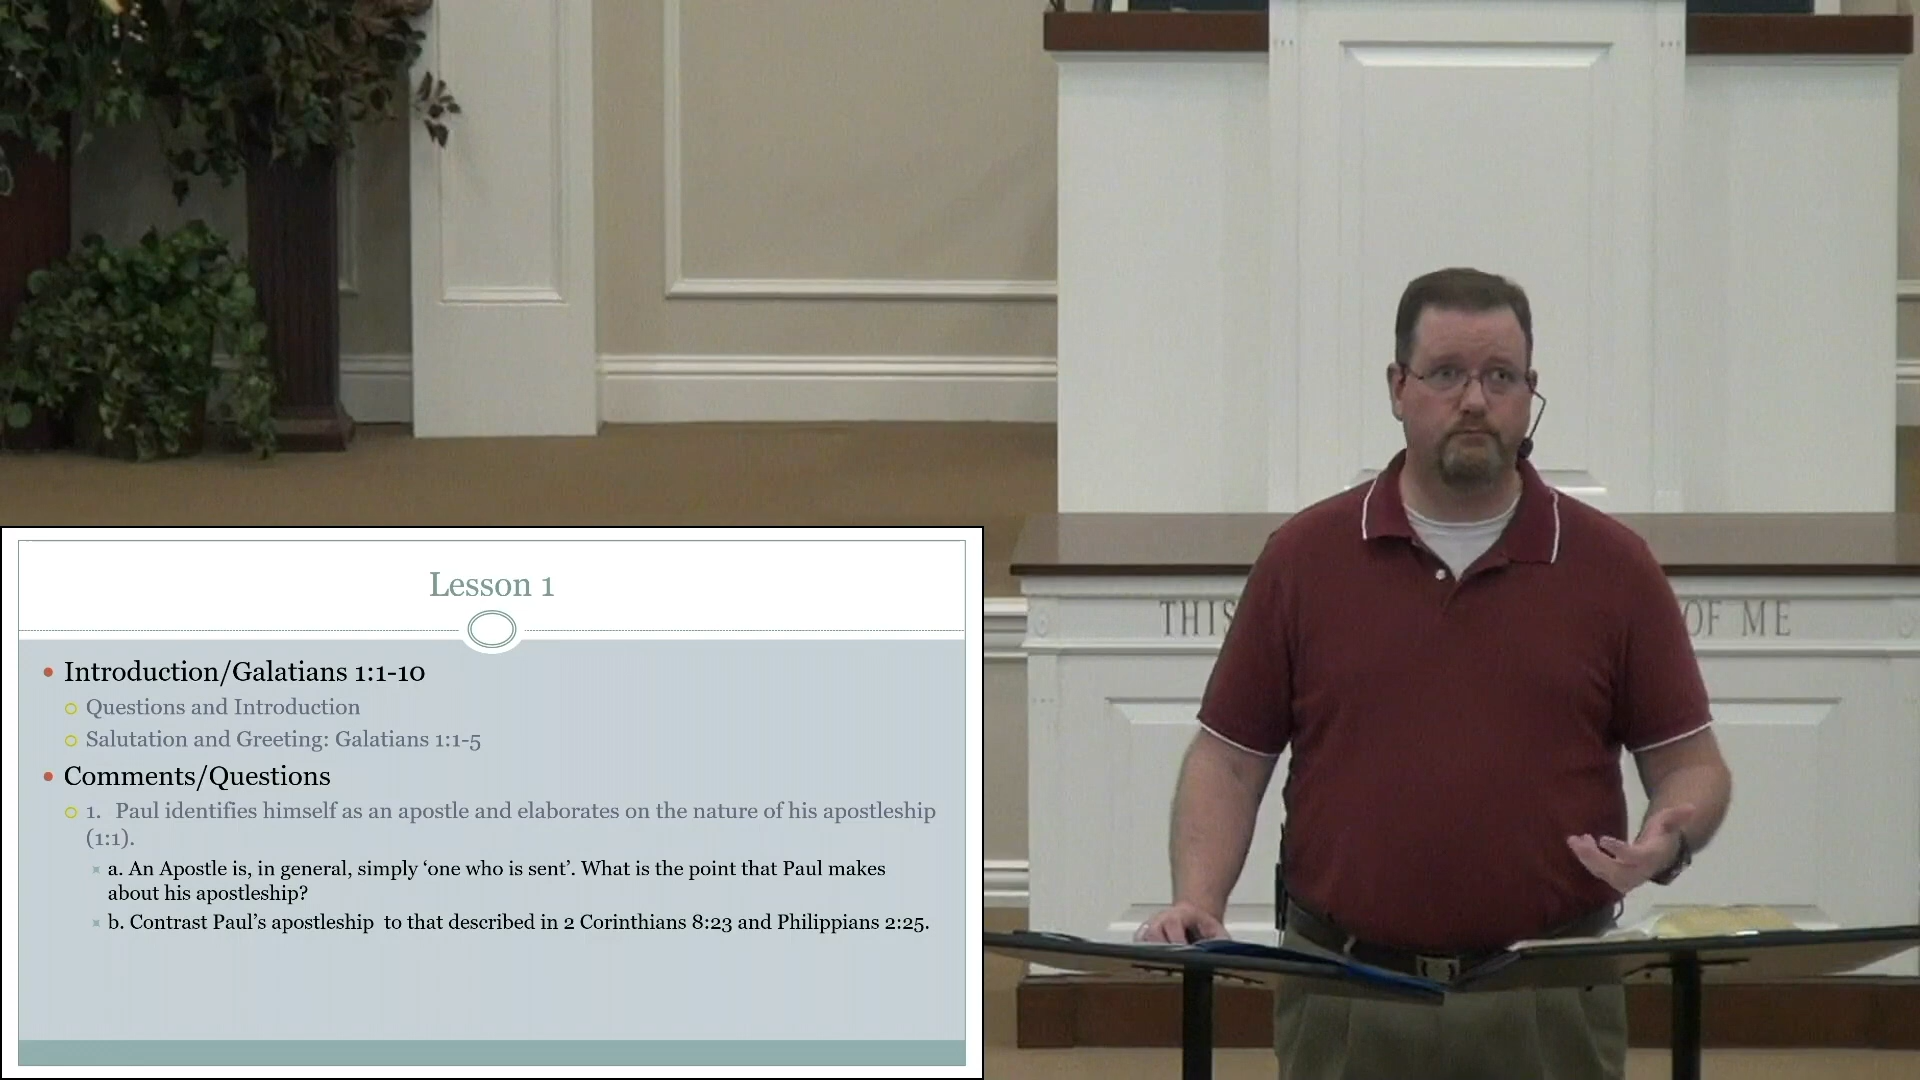 Lesson 1
Introduction/Galatians 1:1-10
Questions and Introduction
Salutation and Greeting: Galatians 1:1-5
Comments/Questions
1. Paul identifies himself as an apostle and elaborates on the nature of his apostleship
(1:1).
a. An Apostle is, in general, simply ‘one who is sent’. What is the point that Paul makes
about his apostleship?
b. Contrast Paul’s apostleship to that described in 2 Corinthians 8:23 and Philippians 2:25.
THIS OF ME